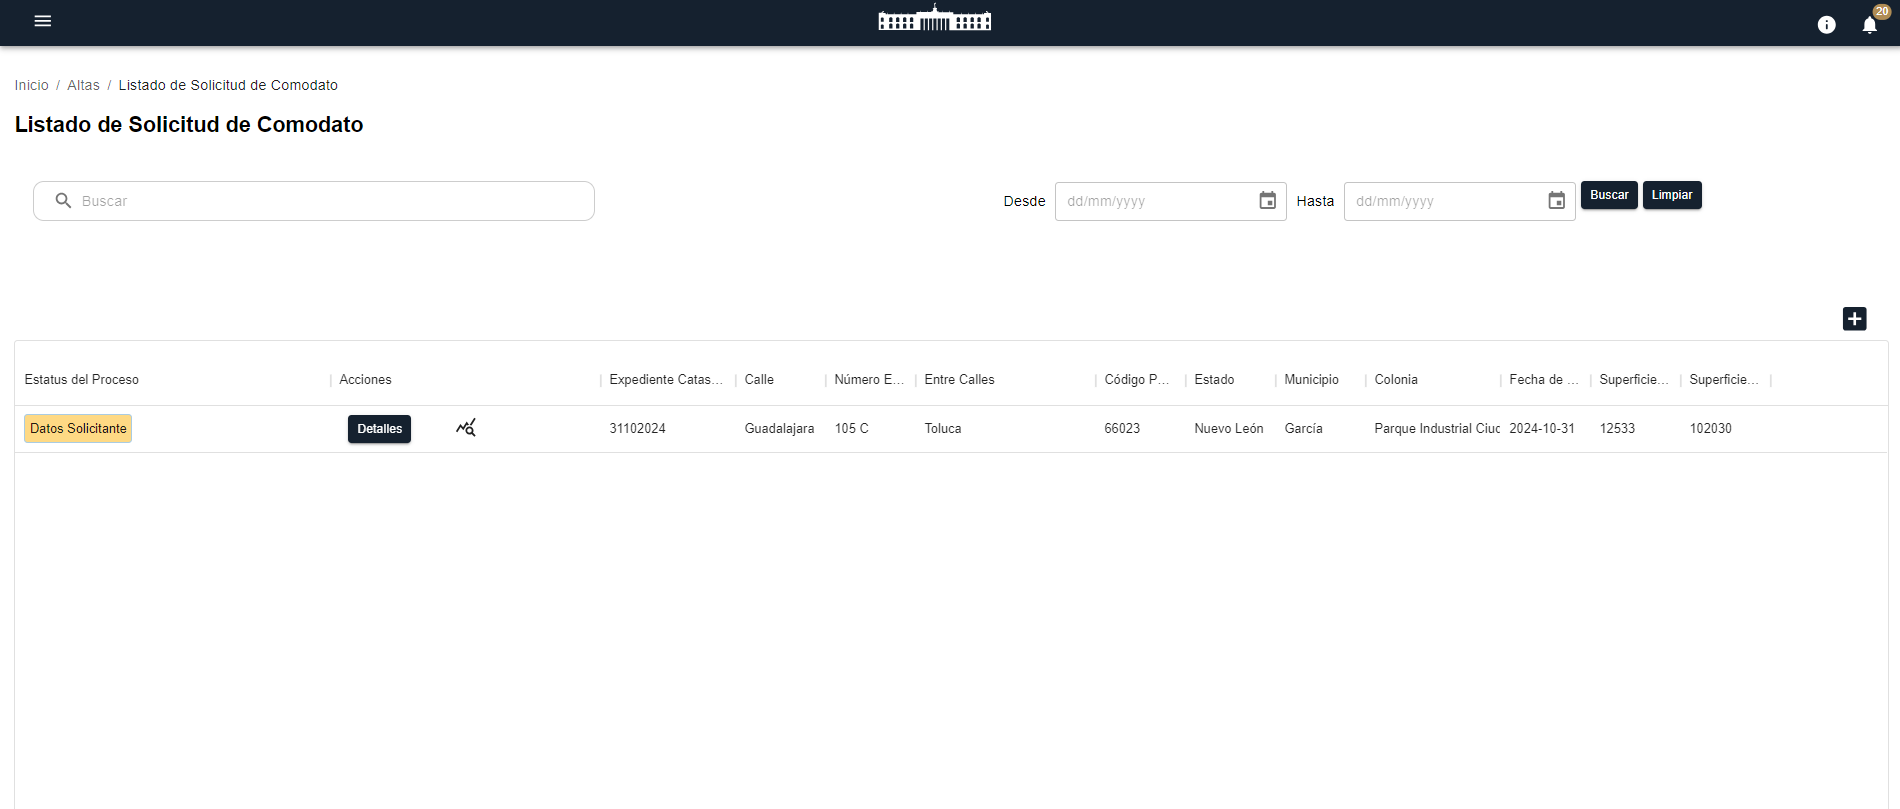 20
Inicio / Altas / Listado de Solicitud de Comodato
Listado de Solicitud de Comodato
Buscar
Desde dd/mm/yyyy Hasta dd/mm/yyyy Buscar Limpiar
Estatus del Proceso Acciones Expediente Catas... Calle Número E... Entre Calles Código P... Estado Municipio Colonia Fecha de ... Superficie... Superficie...
Datos Solicitante Detalles 31102024 Guadalajara 105 C Toluca 66023 Nuevo León García Parque Industrial Ciuc 2024-10-31 12533 102030